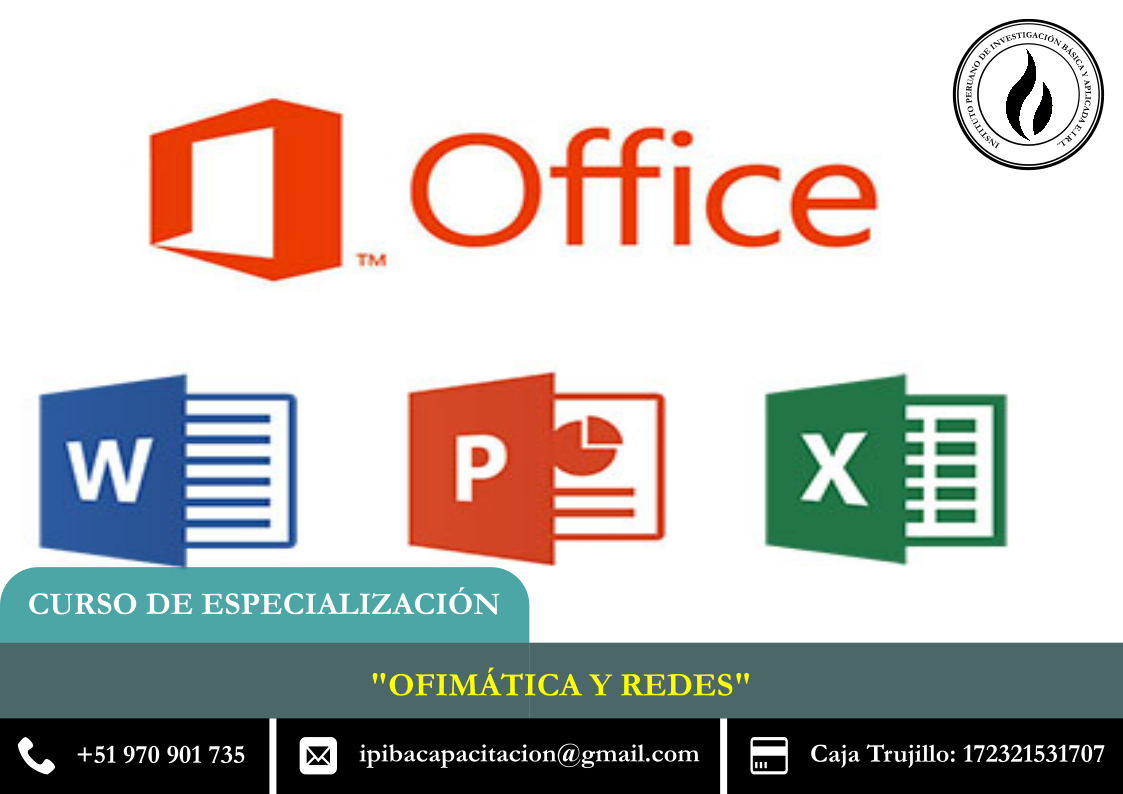 INSTITUTO PERUANO DE INVESTIGACIÓN BÁSICA Y APLICADA E.I.R.L.
Office
TM
W
P
X
CURSO DE ESPECIALIZACIÓN
"OFIMÁTICA Y REDES"
+51 970 901 735
ipibacapacitacion@gmail.com
Caja Trujillo: 172321531707